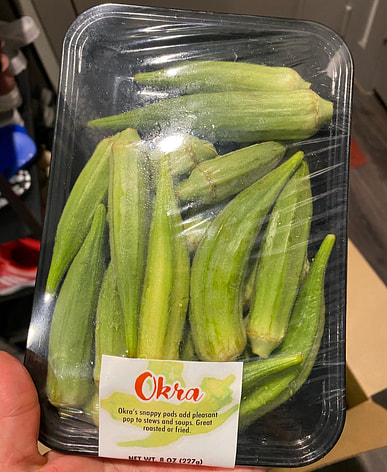 Okra
Okra's snappy pods add pleasant
pop to stews and soups. Great
roasted or fried.
NET WT. 8 OZ (227g)